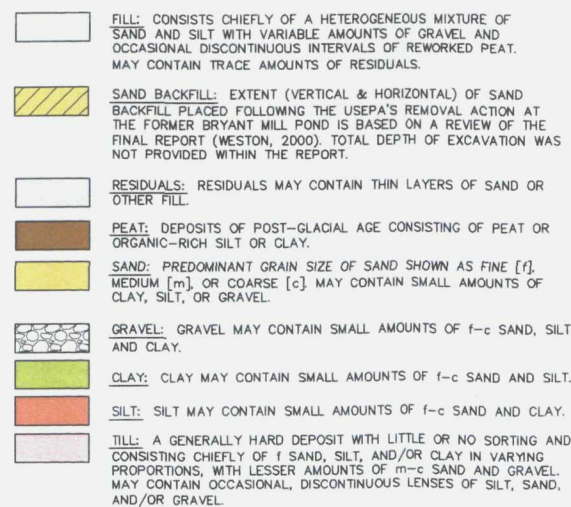 FILL: CONSISTS CHIEFLY OF A HETEROGENEOUS MIXTURE OF
SAND AND SILT WITH VARIABLE AMOUNTS OF GRAVEL AND
OCCASIONAL DISCONTINUOUS INTERVALS OF REWORKED PEAT.
MAY CONTAIN TRACE AMOUNTS OF RESIDUALS.
SAND BACKFILL: EXTENT (VERTICAL & HORIZONTAL) OF SAND
BACKFILL PLACED FOLLOWING THE USEPA'S REMOVAL ACTION AT
THE FORMER BRYANT MILL POND IS BASED ON A REVIEW OF THE
FINAL REPORT (WESTON, 2000). TOTAL DEPTH OF EXCAVATION WAS
NOT PROVIDED WITHIN THE REPORT.
RESIDUALS: RESIDUALS MAY CONTAIN THIN LAYERS OF SAND OR
OTHER FILL.
PEAT: DEPOSITS OF POST-GLACIAL AGE CONSISTING OF PEAT OR
ORGANIC-RICH SILT OR CLAY.
SAND: PREDOMINANT GRAIN SIZE OF SAND SHOWN AS FINE [f],
MEDIUM [m], OR COARSE [c]. MAY CONTAIN SMALL AMOUNTS OF
CLAY, SILT, OR GRAVEL.
GRAVEL: GRAVEL MAY CONTAIN SMALL AMOUNTS OF f-c SAND, SILT
AND CLAY.
CLAY: CLAY MAY CONTAIN SMALL AMOUNTS OF f-c SAND AND SILT.
SILT: SILT MAY CONTAIN SMALL AMOUNTS OF f-c SAND AND CLAY.
TILL: A GENERALLY HARD DEPOSIT WITH LITTLE OR NO SORTING AND
CONSISTING CHIEFLY OF f SAND, SILT, AND/OR CLAY IN VARYING
PROPORTIONS, WITH LESSER AMOUNTS OF m-c SAND AND GRAVEL.
MAY CONTAIN OCCASIONAL, DISCONTINUOUS LENSES OF SILT, SAND,
AND/OR GRAVEL.